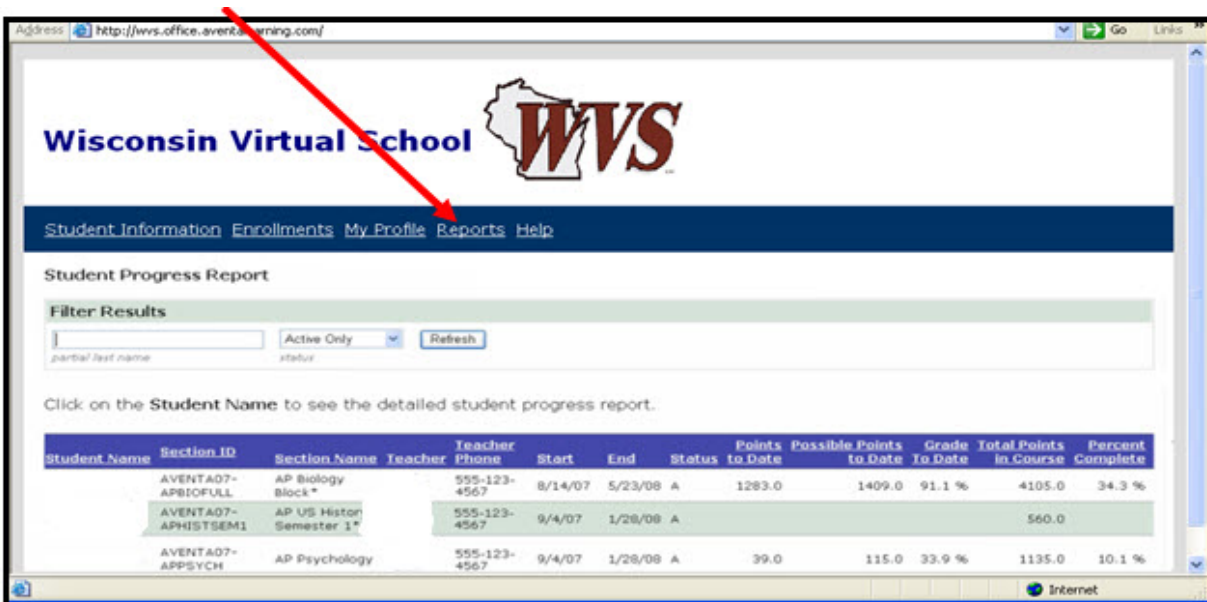 Address http://wvs.office.aventalearning.com/ Go Links »
Wisconsin Virtual School WVS
Student Information Enrollments My Profile Reports Help
Student Progress Report
Filter Results
Active Only Refresh
partial last name status
Click on the Student Name to see the detailed student progress report.
Student Name Section ID Section Name Teacher Teacher Phone Start End Status Points to Date Possible Points to Date Grade To Date Total Points in Course Percent Complete
AVENTA07-APBIOFULL AP Biology Block* 555-123-4567 8/14/07 5/23/08 A 1283.0 1409.0 91.1 % 4105.0 34.3 %
AVENTA07-APHISTSEM1 AP US History Semester 1* 555-123-4567 9/4/07 1/28/08 A 560.0
AVENTA07-APPSYCH AP Psychology 555-123-4567 9/4/07 1/28/08 A 39.0 115.0 33.9 % 1135.0 10.1 %
Internet